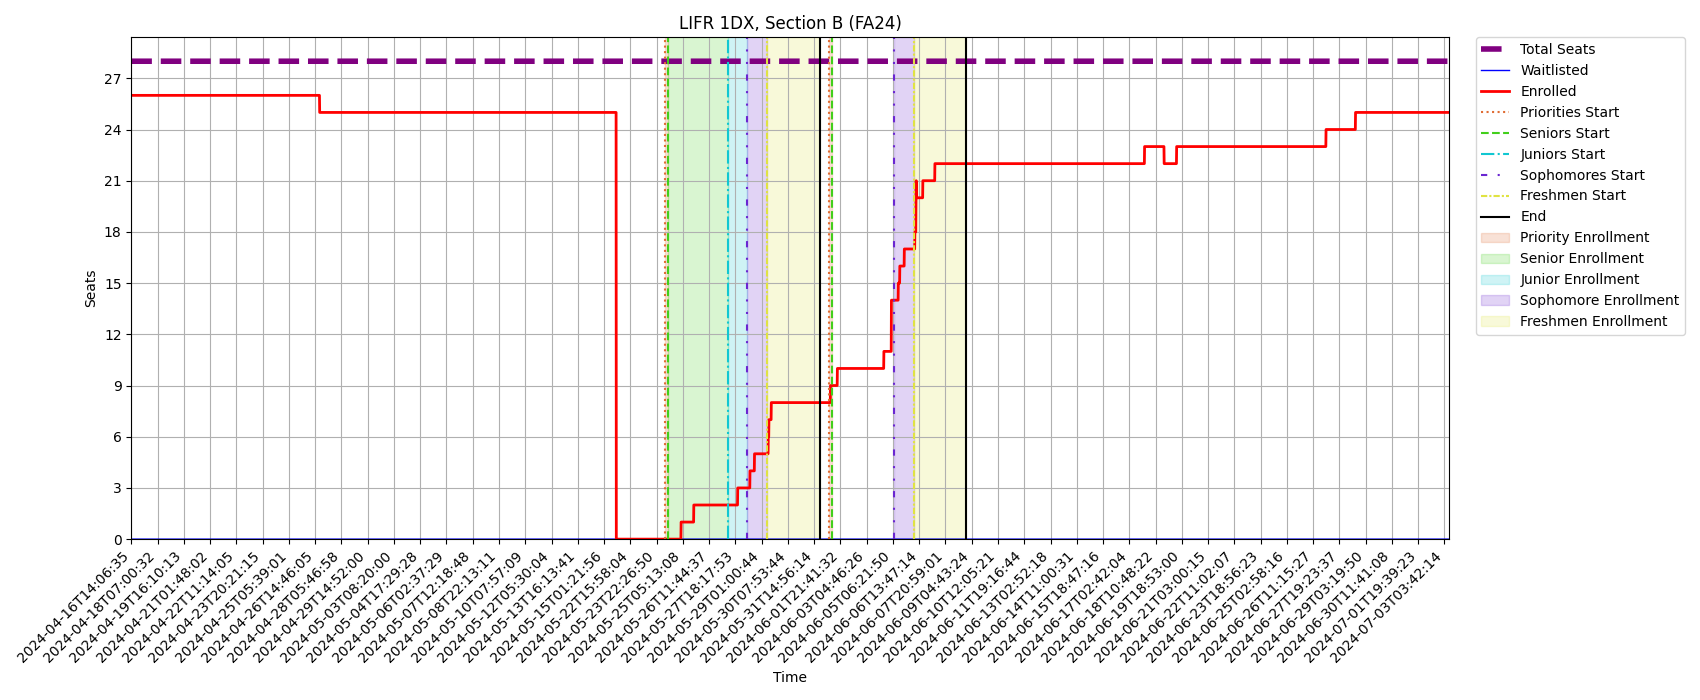 LIFR 1DX, Section B (FA24)
Seats
27
24
21
18
15
12
9
6
3
0
2024-04-16T14:06:35
2024-04-18T07:00:32
2024-04-19T16:10:13
2024-04-21T01:48:02
2024-04-22T11:14:05
2024-04-23T20:21:15
2024-04-25T05:39:01
2024-04-26T14:46:05
2024-04-28T05:46:58
2024-04-29T14:52:00
2024-05-03T08:20:00
2024-05-04T17:29:28
2024-05-06T02:37:29
2024-05-07T12:18:48
2024-05-08T22:13:11
2024-05-10T07:57:09
2024-05-12T05:30:04
2024-05-13T16:13:41
2024-05-15T01:21:56
2024-05-22T15:58:04
2024-05-23T22:26:50
2024-05-25T05:13:08
2024-05-26T11:44:37
2024-05-27T18:17:53
2024-05-29T01:00:44
2024-05-30T07:53:44
2024-05-31T14:56:14
2024-06-01T21:41:32
2024-06-03T04:46:26
2024-06-05T06:21:50
2024-06-06T13:47:14
2024-06-07T20:59:01
2024-06-09T04:43:24
2024-06-10T12:05:21
2024-06-11T19:16:44
2024-06-13T02:52:18
2024-06-14T11:00:31
2024-06-15T18:47:16
2024-06-17T02:42:04
2024-06-18T10:48:22
2024-06-19T18:53:00
2024-06-21T03:00:15
2024-06-22T11:02:07
2024-06-23T18:56:23
2024-06-25T02:58:16
2024-06-26T11:15:27
2024-06-27T19:23:37
2024-06-29T03:19:50
2024-06-30T11:41:08
2024-07-01T19:39:23
2024-07-03T03:42:14
Time
Total Seats
Waitlisted
Enrolled
Priorities Start
Seniors Start
Juniors Start
Sophomores Start
Freshmen Start
End
Priority Enrollment
Senior Enrollment
Junior Enrollment
Sophomore Enrollment
Freshmen Enrollment